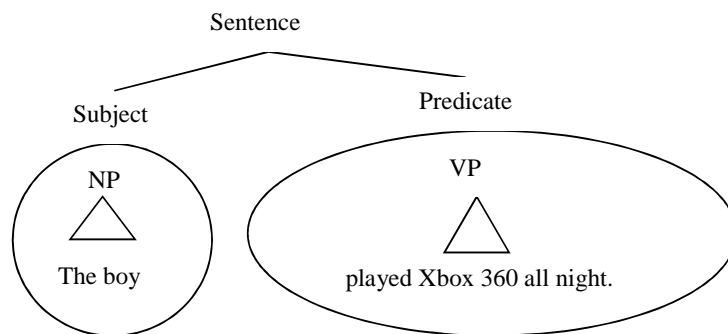 Sentence
Subject
Predicate
NP
VP
The boy
played Xbox 360 all night.